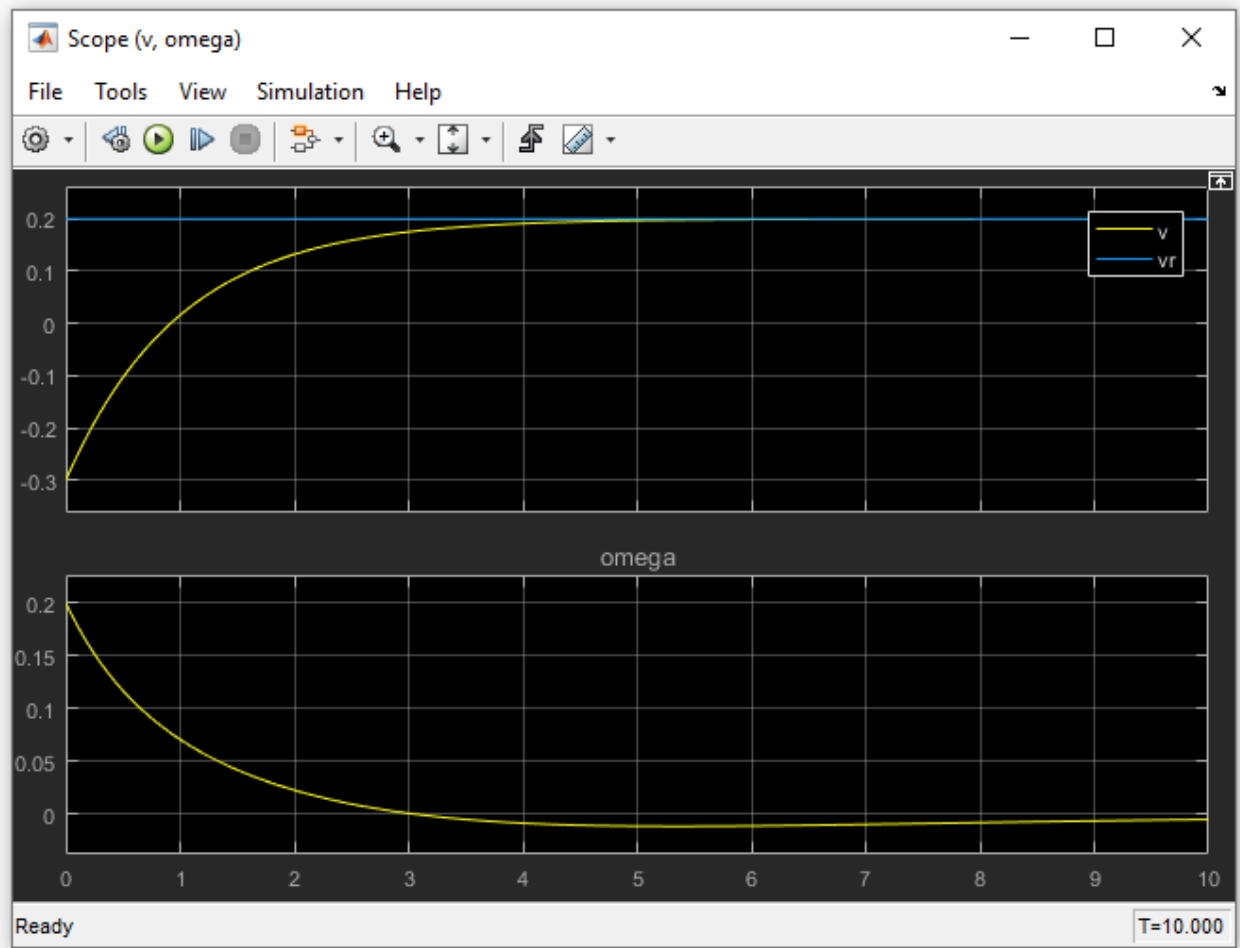 Scope (v, omega)
File Tools View Simulation Help
0.2
0.1
0
-0.1
-0.2
-0.3
v
vr
omega
0.2
0.15
0.1
0.05
0
0 1 2 3 4 5 6 7 8 9 10
Ready T=10.000